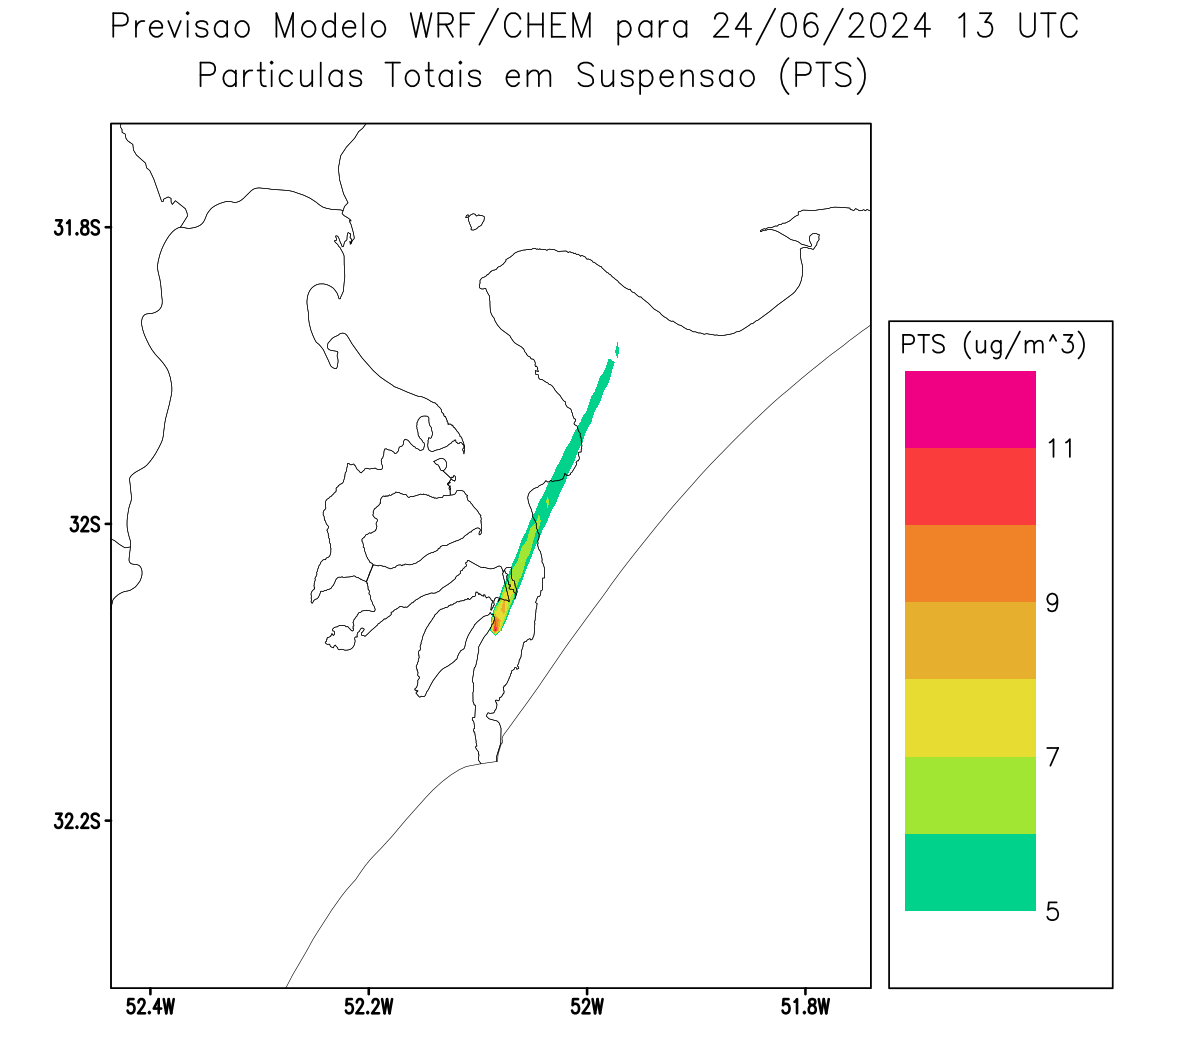 Previsao Modelo WRF/CHEM para 24/06/2024 13 UTC
Particulas Totais em Suspensao (PTS)
31.8S
32S
32.2S
52.4W
52.2W
52W
51.8W
PTS (ug/m^3)
11
9
7
5